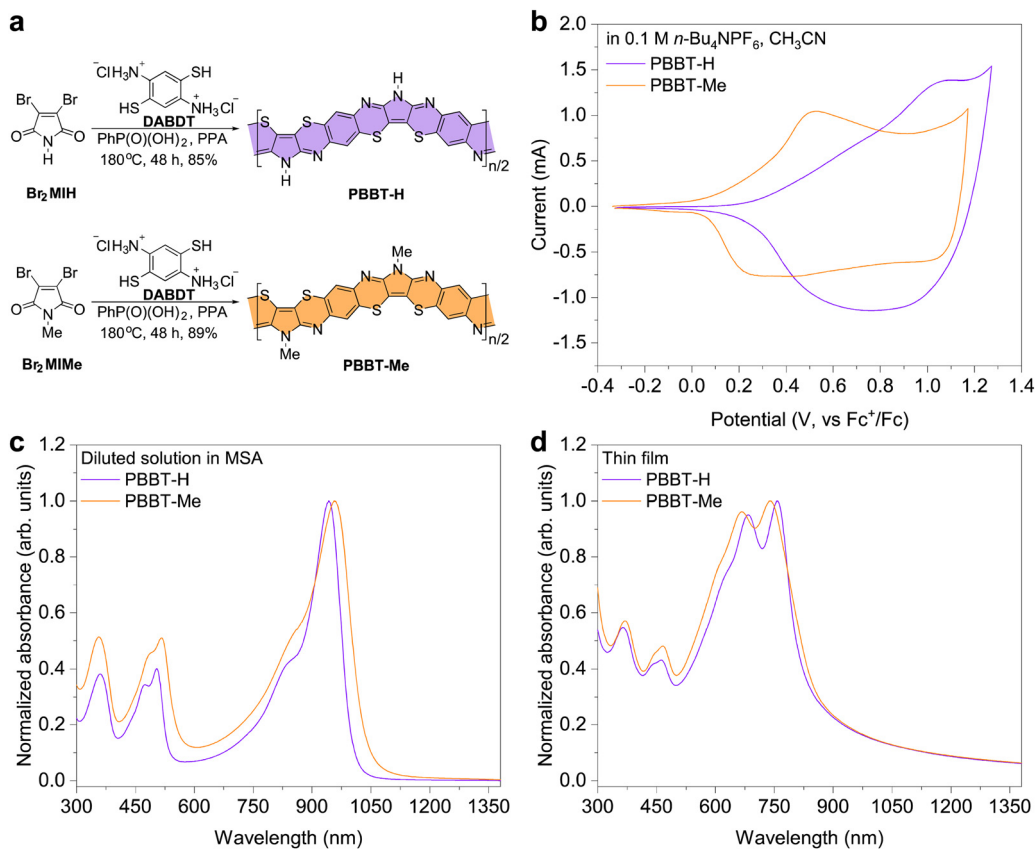 a
⁻ClH₃N⁺ SH
Br Br
HS NH₃Cl⁻
+
DABDT
O N O
H
PhP(O)(OH)₂ , PPA
180°C, 48 h, 85%
Br₂MIH
H
S S N N N S
N N S S N
H
n/2
PBBT-H
⁻ClH₃N⁺ SH
Br Br
HS NH₃Cl⁻
+
DABDT
O N O
Me
PhP(O)(OH)₂ , PPA
180°C, 48 h, 89%
Br₂MIMe
Me
S S N N N S
N N S S N
Me
n/2
PBBT-Me
b
in 0.1 M n-Bu₄NPF₆, CH₃CN
PBBT-H
PBBT-Me
Current (mA)
2.0
1.5
1.0
0.5
0.0
-0.5
-1.0
-1.5
-0.4 -0.2 0.0 0.2 0.4 0.6 0.8 1.0 1.2 1.4
Potential (V, vs Fc⁺/Fc)
c
Diluted solution in MSA
PBBT-H
PBBT-Me
Normalized absorbance (arb. units)
1.2
1.0
0.8
0.6
0.4
0.2
0.0
300 450 600 750 900 1050 1200 1350
Wavelength (nm)
d
Thin film
PBBT-H
PBBT-Me
Normalized absorbance (arb. units)
1.2
1.0
0.8
0.6
0.4
0.2
0.0
300 450 600 750 900 1050 1200 1350
Wavelength (nm)